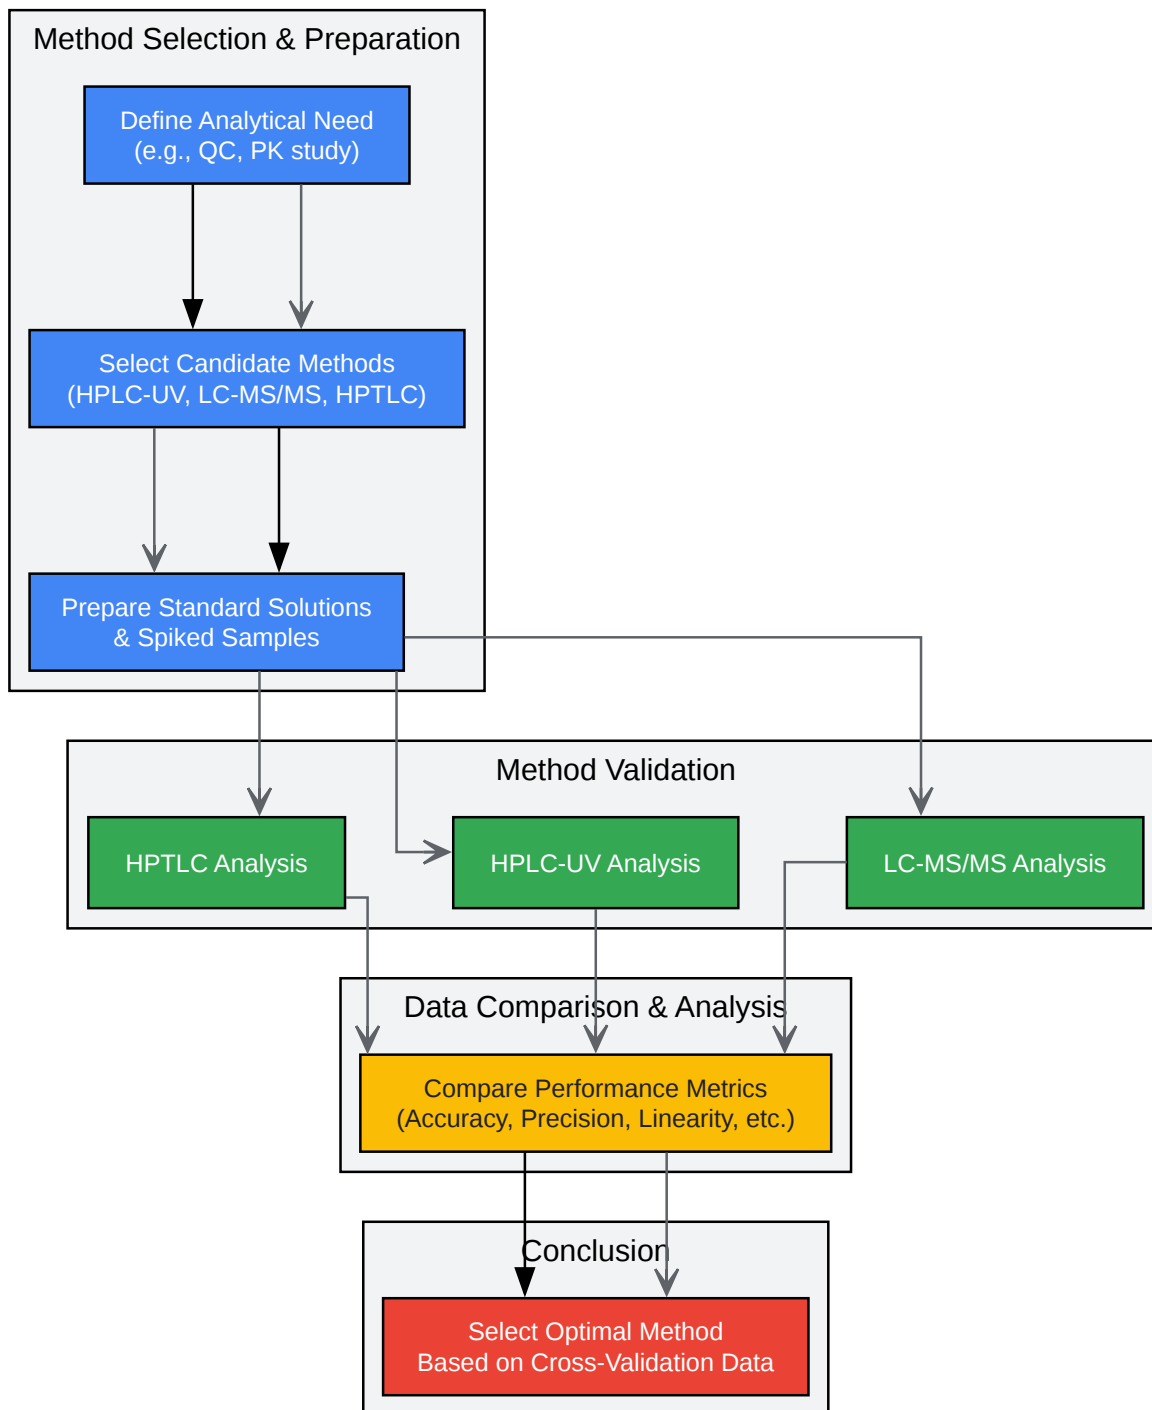 Method Selection & Preparation
Define Analytical Need
(e.g., QC, PK study)
Select Candidate Methods
(HPLC-UV, LC-MS/MS, HPTLC)
Prepare Standard Solutions
& Spiked Samples
Method Validation
HPTLC Analysis
HPLC-UV Analysis
LC-MS/MS Analysis
Data Comparison & Analysis
Compare Performance Metrics
(Accuracy, Precision, Linearity, etc.)
Conclusion
Select Optimal Method
Based on Cross-Validation Data